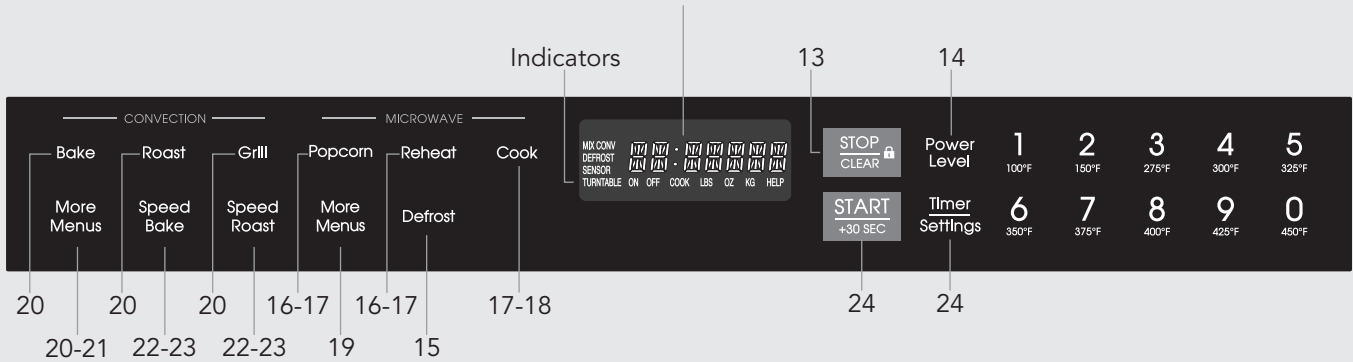 Indicators
13
14
CONVECTION
MICROWAVE
Bake
Roast
Grill
Popcorn
Reheat
Cook
More
Menus
Speed
Bake
Speed
Roast
More
Menus
Defrost
MIX CONV
DEFROST
SENSOR
TURNTABLE ON OFF COOK LBS OZ KG HELP
STOP
CLEAR
START
+30 SEC
Power
Level
Timer
Settings
1
100°F
2
150°F
3
275°F
4
300°F
5
325°F
6
350°F
7
375°F
8
400°F
9
425°F
0
450°F
20
20
20
16-17
16-17
17-18
24
24
20-21
22-23
22-23
19
15